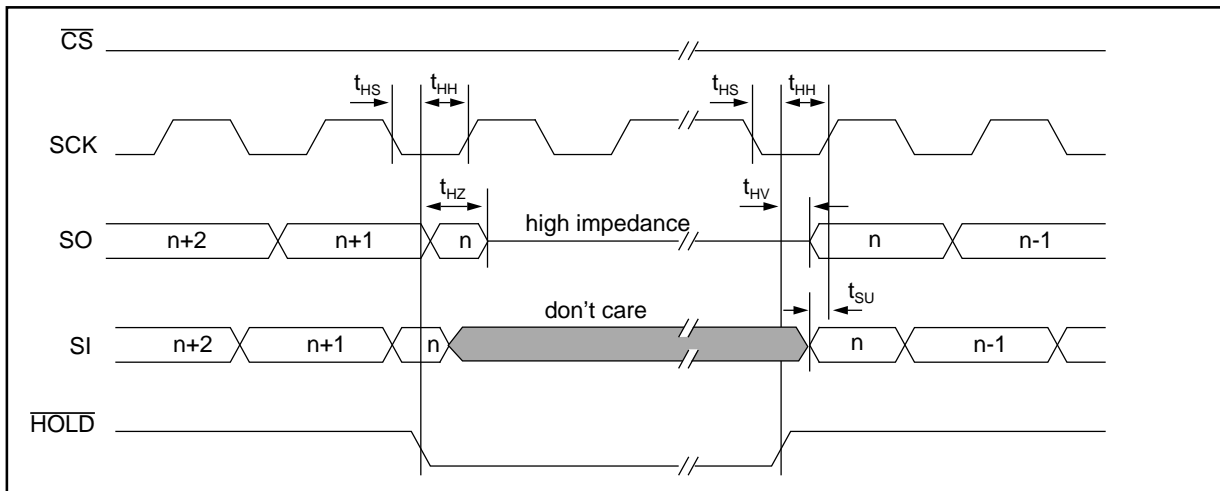 CS
tHS tHH tHS tHH
SCK
tHZ tHV
high impedance
SO n+2 n+1 n n n-1
don't care tSU
SI n+2 n+1 n n n-1
HOLD